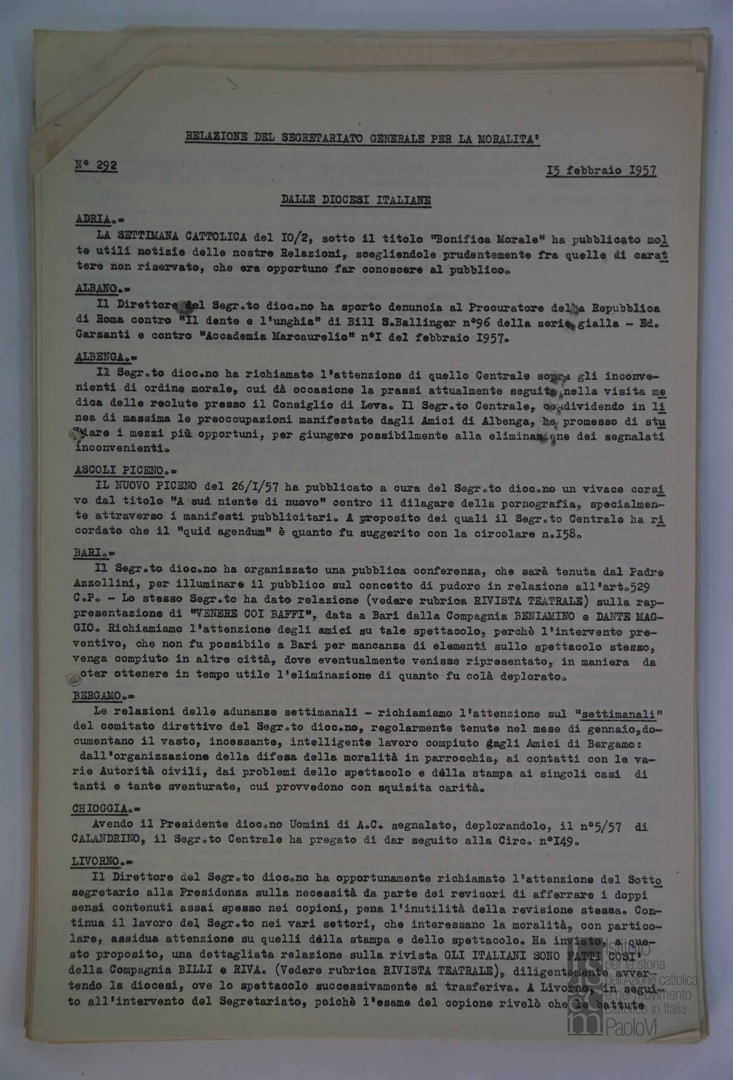 RELAZIONE DEL SEGRETARIATO GENERALE PER LA MORALITA'
N° 292
I5 febbraio I957
DALLE DIOCESI ITALIANE
ADRIA.=
LA SETTIMANA CATTOLICA del IO/2, sotto il titolo "Bonifica Morale" ha pubblicato mol
te utili notizie delle nostre Relazioni, scegliendole prudentemente fra quelle di carat
tere non riservato, che era opportuno far conoscere al pubblico.
ALBANO.=
Il Direttore del Segr.to dioc.no ha sporto denuncia al Procuratore della Repubblica
di Roma contro "Il dente e l'unghia" di Bill S.Ballinger n°96 della serie gialla - Ed.
Garzanti e contro "Accademia Marcaurelio" n°I del febbraio I957.
ALBENGA.=
Il Segr.to dioc.no ha richiamato l'attenzione di quello Centrale sopra gli inconve-
nienti di ordine morale, cui dà occasione la prassi attualmente seguita nella visita me
dica delle reclute presso il Consiglio di Leva. Il Segr.to Centrale, condividendo in li
nea di massima le preoccupazioni manifestate dagli Amici di Albenga, ha promesso di stu
diare i mezzi più opportuni, per giungere possibilmente alla eliminazione dei segnalati
inconvenienti.
ASCOLI PICENO.=
IL NUOVO PICENO del 26/I/57 ha pubblicato a cura del Segr.to dioc.no un vivace corsi
vo dal titolo "A sud niente di nuovo" contro il dilagare della pornografia, specialmen-
te attraverso i manifesti pubblicitari. A proposito dei quali il Segr.to Centrale ha ri
cordato che il "quid agendum" è quanto fu suggerito con la circolare n.I58.
BARI.=
Il Segr.to dioc.no ha organizzato una pubblica conferenza, che sarà tenuta dal Padre
Azzollini, per illuminare il pubblico sul concetto di pudore in relazione all'art.529
C.P. - Lo stesso Segr.to ha dato relazione (vedere rubrica RIVISTA TEATRALE) sulla rap-
presentazione di "VENERE COI BAFFI", data a Bari dalla Compagnia BENIAMINO e DANTE MAG-
GIO. Richiamiamo l'attenzione degli amici su tale spettacolo, perchè l'intervento pre-
ventivo, che non fu possibile a Bari per mancanza di elementi sullo spettacolo stesso,
venga compiuto in altre città, dove eventualmente venisse ripresentato, in maniera da
oter ottenere in tempo utile l'eliminazione di quanto fu colà deplorato.
BERGAMO.=
Le relazioni delle adunanze settimanali - richiamiamo l'attenzione sul "settimanali"
del comitato direttivo del Segr.to dioc.no, regolarmente tenute nel mese di gennaio,do-
cumentano il vasto, incessante, intelligente lavoro compiuto dagli Amici di Bergamo:
dall'organizzazione della difesa della moralità in parrocchia, ai contatti con le va-
rie Autorità civili, dai problemi dello spettacolo e della stampa ai singoli casi di
tanti e tante sventurate, cui provvedono con squisita carità.
CHIOGGIA.=
Avendo il Presidente dioc.no Uomini di A.C. segnalato, deplorandolo, il n°5/57 di
CALANDRINO, il Segr.to Centrale ha pregato di dar seguito alla Circ. n°I49.
LIVORNO.=
Il Direttore del Segr.to dioc.no ha opportunamente richiamato l'attenzione del Sotto
segretario alla Presidenza sulla necessità da parte dei revisori di afferrare i doppi
sensi contenuti assai spesso nei copioni, pena l'inutilità della revisione stessa. Con-
tinua il lavoro del Segr.to nei vari settori, che interessano la moralità, con partico-
lare, assidua attenzione su quelli della stampa e dello spettacolo. Ha inviato, a que-
sto proposito, una dettagliata relazione sulla rivista GLI ITALIANI SONO FATTI COSI'
della Compagnia BILLI e RIVA. (Vedere rubrica RIVISTA TEATRALE), diligentemente avver-
tendo la diocesi, ove lo spettacolo successivamente si trasferiva. A Livorno, in segui-
to all'intervento del Segretariato, poichè l'esame del copione rivelò che le battute
Istituto
per la storia
dell'Azione cattolica
e del movimento
cattolico in Italia
PaoloVI